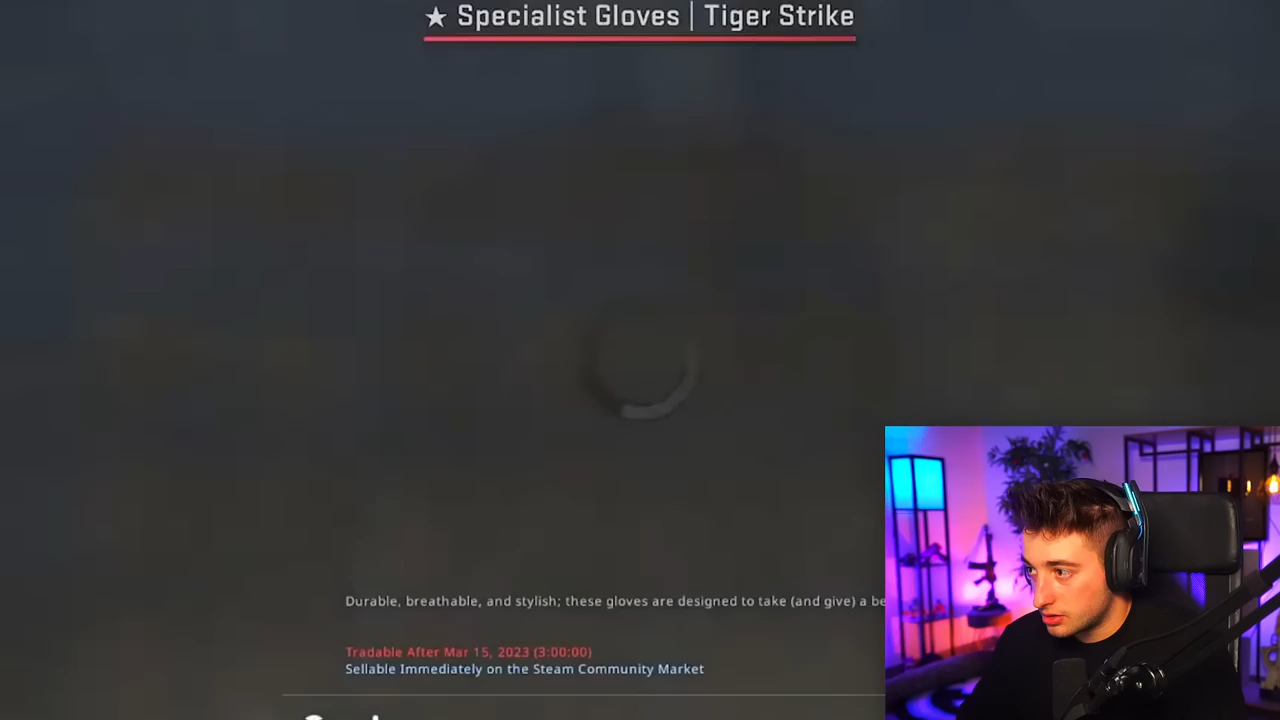 ★ Specialist Gloves | Tiger Strike
Durable, breathable, and stylish; these gloves are designed to take (and give) a
Tradable After Mar 15, 2023 (3:00:00)
Sellable Immediately on the Steam Community Market